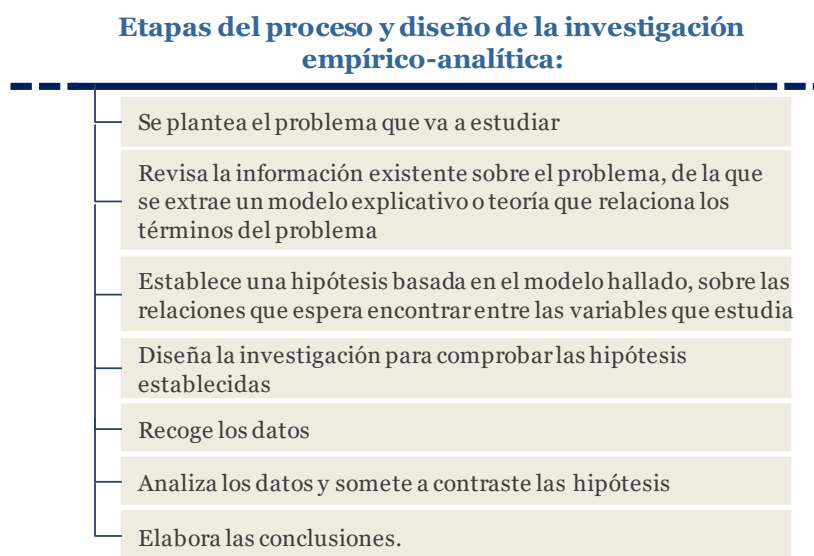 Etapas del proceso y diseño de la investigación
empírico-analítica:
Se plantea el problema que va a estudiar
Revisa la información existente sobre el problema, de la que
se extrae un modelo explicativo o teoría que relaciona los
términos del problema
Establece una hipótesis basada en el modelo hallado, sobre las
relaciones que espera encontrar entre las variables que estudia
Diseña la investigación para comprobar las hipótesis
establecidas
Recoge los datos
Analiza los datos y somete a contraste las hipótesis
Elabora las conclusiones.